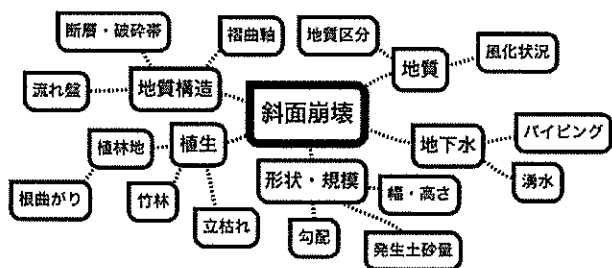 断層・破砕帯
褶曲軸
地質区分
風化状況
流れ盤
地質構造
地質
斜面崩壊
植林地
植生
地下水
パイピング
根曲がり
竹林
立枯れ
形状・規模
幅・高さ
湧水
勾配
発生土砂量